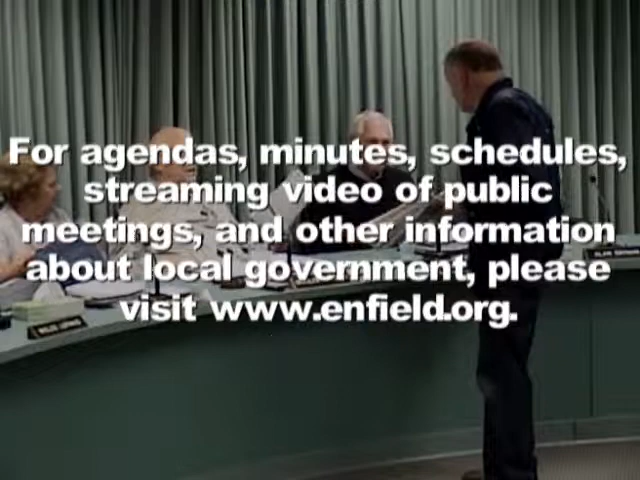 For agendas, minutes, schedules,
streaming video of public
meetings, and other information
about local government, please
visit www.enfield.org.